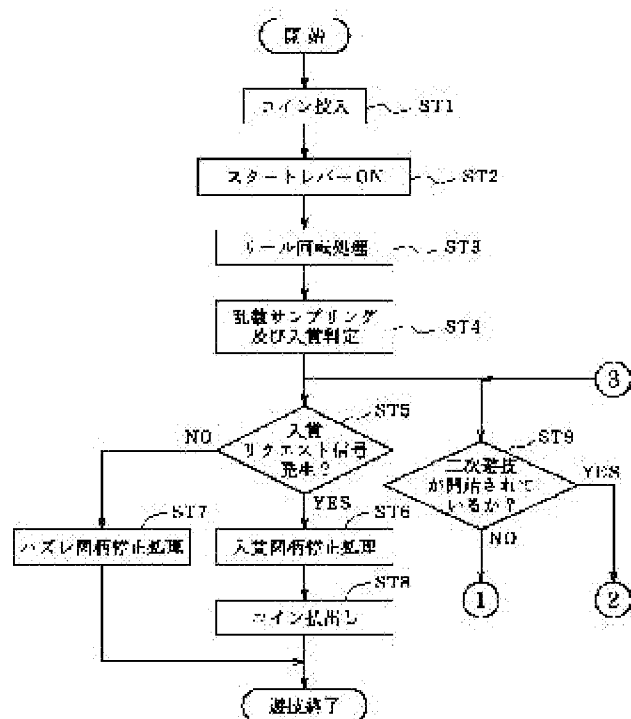 開始
コイン投入
ST1
スタートレバーON
ST2
リール回転処理
ST3
乱数サンプリング
及び入賞判定
ST4
3
入賞
リクエスト信号
発生?
ST5
NO
YES
二次遊技
が開始されて
いるか?
ST9
YES
NO
ハズレ図柄停止処理
ST7
入賞図柄停止処理
ST6
コイン払出し
ST8
1
2
遊技終了